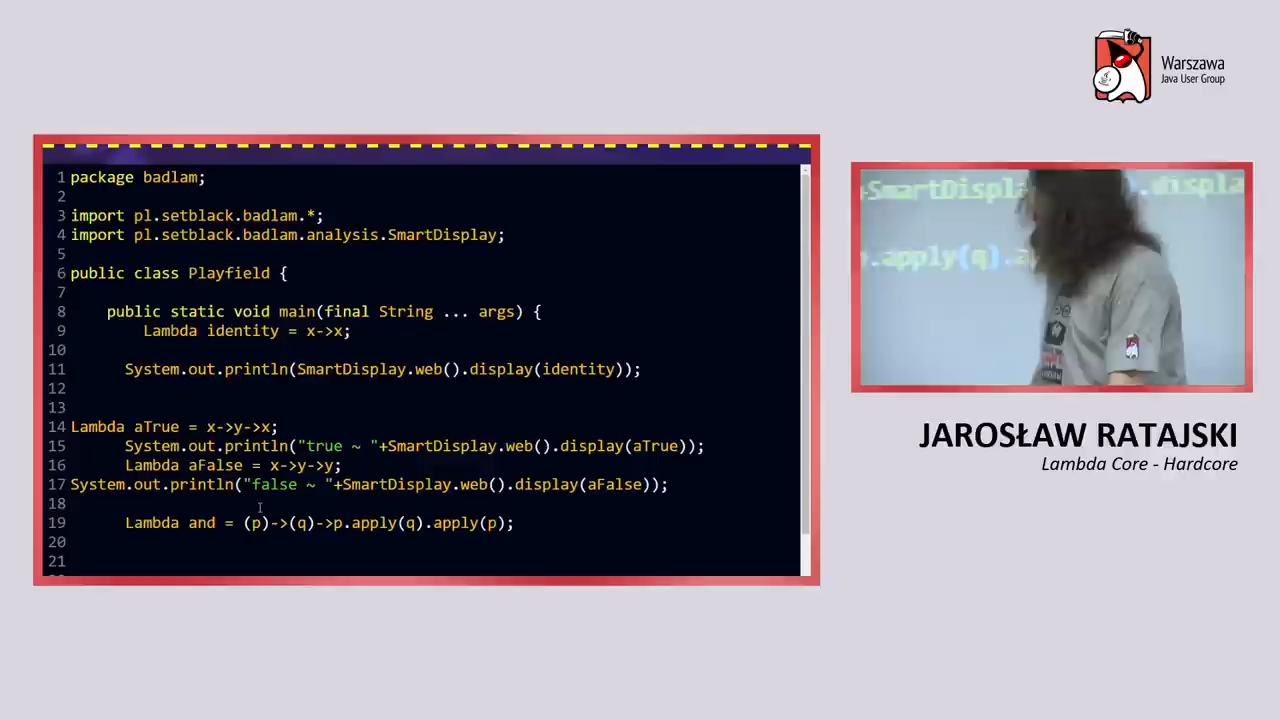 Warszawa
Java User Group
1 package badlam;
2
3 import pl.setblack.badlam.*;
4 import pl.setblack.badlam.analysis.SmartDisplay;
5
6 public class Playfield {
7
8 public static void main(final String ... args) {
9 Lambda identity = x->x;
10
11 System.out.println(SmartDisplay.web().display(identity));
12
13
14 Lambda aTrue = x->y->x;
15 System.out.println("true ~ "+SmartDisplay.web().display(aTrue));
16 Lambda aFalse = x->y->y;
17 System.out.println("false ~ "+SmartDisplay.web().display(aFalse));
18
19 Lambda and = (p)->(q)->p.apply(q).apply(p);
20
21
+SmartDispla .displa
.apply(q).a
JAROSŁAW RATAJSKI
Lambda Core - Hardcore